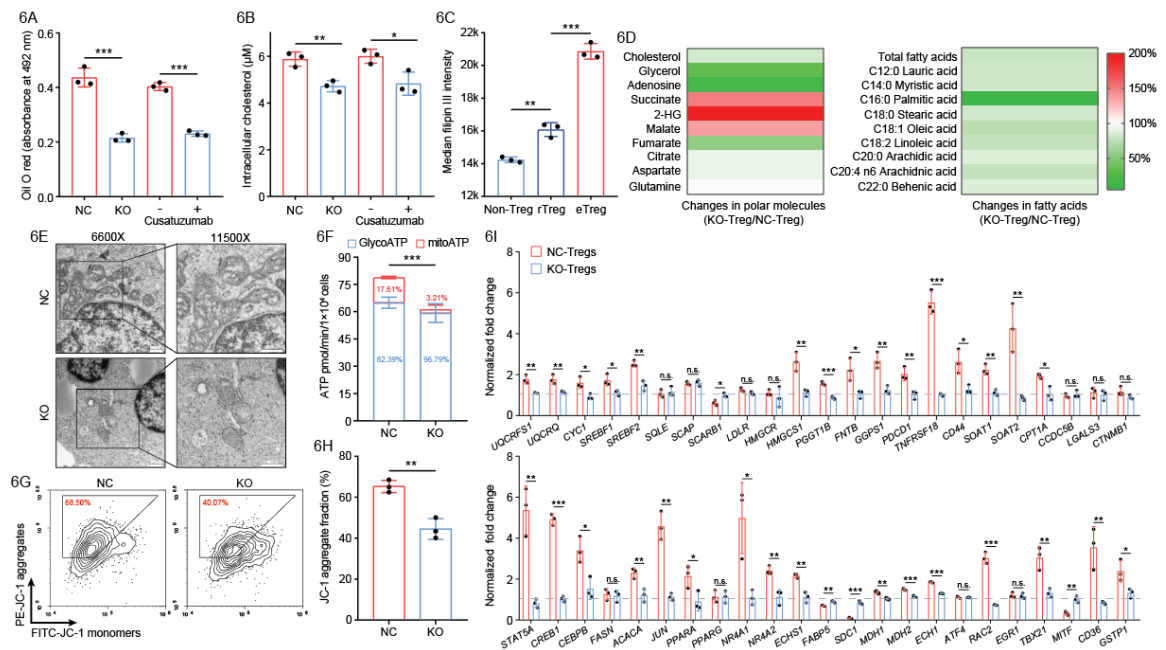 6A
Oil O red (absorbance at 492 nm)
0.6
0.4
0.2
0.0
***
***
NC
KO
-
+
Cusatuzumab
6B
Intracellular cholesterol (μM)
8
6
4
2
0
**
*
NC
KO
-
+
Cusatuzumab
6C
Median filipin III intensity
22k
20k
18k
16k
14k
12k
***
**
Non-Treg
rTreg
eTreg
6D
Cholesterol
Glycerol
Adenosine
Succinate
2-HG
Malate
Fumarate
Citrate
Aspartate
Glutamine
Changes in polar molecules
(KO-Treg/NC-Treg)
Total fatty acids
C12:0 Lauric acid
C14:0 Myristic acid
C16:0 Palmitic acid
C18:0 Stearic acid
C18:1 Oleic acid
C18:2 Linoleic acid
C20:0 Arachidic acid
C20:4 n6 Arachidnic acid
C22:0 Behenic acid
Changes in fatty acids
(KO-Treg/NC-Treg)
200%
150%
100%
50%
6E
6600X
11500X
NC
KO
6F
GlycoATP
mitoATP
ATP pmol/min/1×10⁴ cells
90
75
60
45
30
15
0
***
17.61%
3.21%
82.39%
96.79%
NC
KO
6G
NC
KO
68.50%
40.07%
PE-JC-1 aggregates
FITC-JC-1 monomers
6H
JC-1 aggregate fraction (%)
80
60
40
20
0
**
NC
KO
6I
NC-Tregs
KO-Tregs
Normalized fold change
8
6
4
2
0
** ** * * ** n.s. n.s. * n.s. n.s. ** *** * ** ** *** * ** ** * n.s. n.s. n.s.
UQCRFS1
UQCRQ
CYC1
SREBF1
SREBF2
SQLE
SCAP
SCARB1
LDLR
HMGCR
HMGCS1
PGGT1B
FNTB
GGPS1
PDCD1
TNFRSF18
CD44
SOAT1
SOAT2
CPT1A
CCDC5B
LGALS3
CTNMB1
Normalized fold change
8
6
4
2
0
** *** * n.s. ** ** * n.s. * ** ** ** *** ** *** *** n.s. *** n.s. ** ** ** *
STAT5A
CREB1
CEBPB
FASN
ACACA
JUN
PPARA
PPARG
NR4A1
NR4A2
ECHS1
FABP5
SDC1
MDH1
MDH2
ECH1
ATF4
RAC2
EGR1
TBX21
MITF
CD36
GSTP1